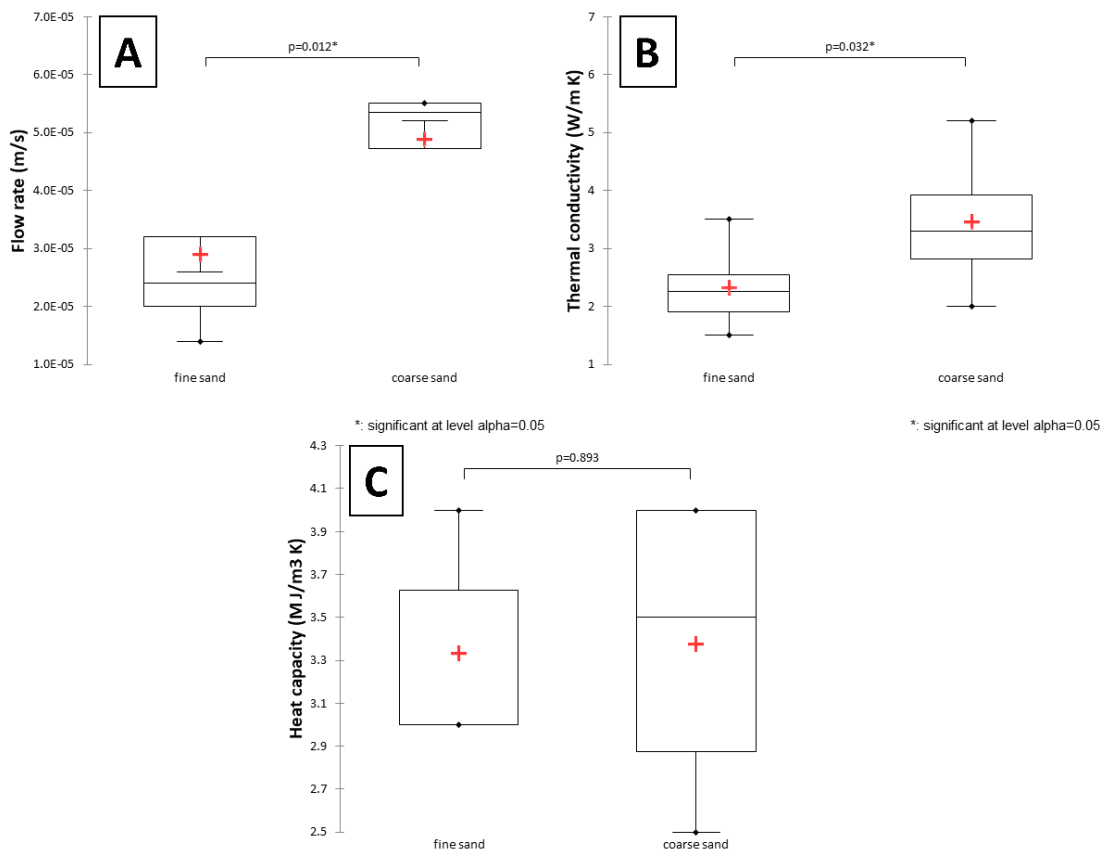 A
Flow rate (m/s)
7.0E-05
6.0E-05
5.0E-05
4.0E-05
3.0E-05
2.0E-05
1.0E-05
p=0.012*
fine sand
coarse sand
*: significant at level alpha=0.05
B
Thermal conductivity (W/m K)
7
6
5
4
3
2
1
p=0.032*
fine sand
coarse sand
*: significant at level alpha=0.05
C
Heat capacity (M J/m3 K)
4.3
4.1
3.9
3.7
3.5
3.3
3.1
2.9
2.7
2.5
p=0.893
fine sand
coarse sand